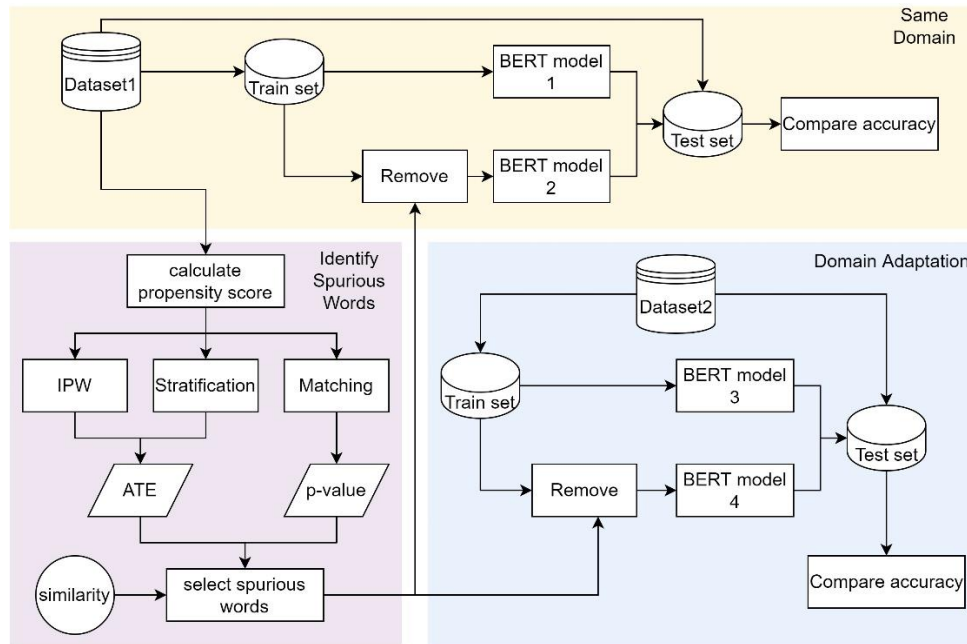 Same
Domain
Dataset1
Train set
BERT model
1
Test set
Compare accuracy
Remove
BERT model
2
Identify
Spurious
Words
calculate
propensity score
IPW
Stratification
Matching
ATE
p-value
similarity
select spurious
words
Domain Adaptation
Dataset2
Train set
BERT model
3
Test set
Remove
BERT model
4
Compare accuracy